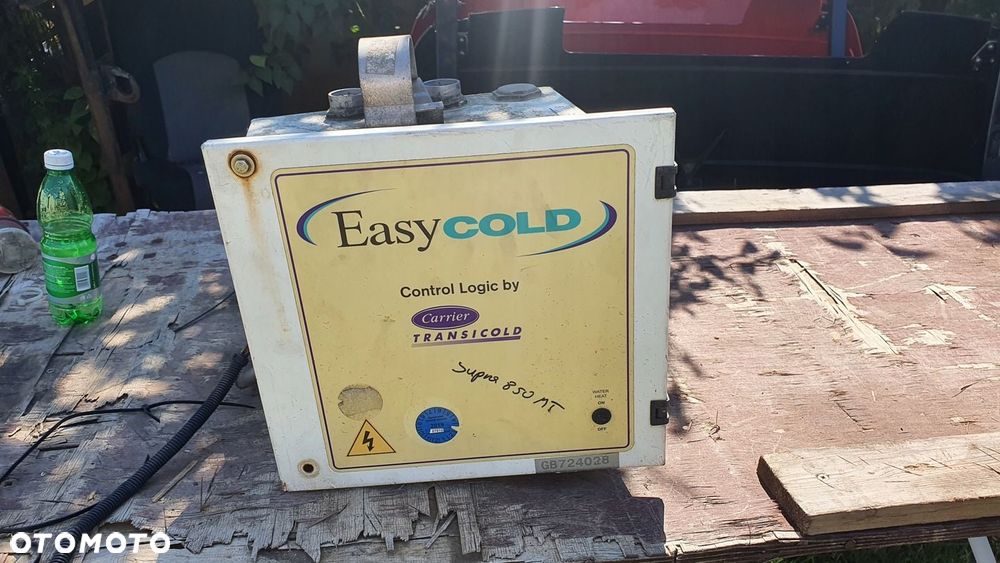 EasyCOLD
Control Logic by
Carrier
TRANSICOLD
Supra 850 MT
WATER
HEAT
ON
OFF
GB724028
OTOMOTO